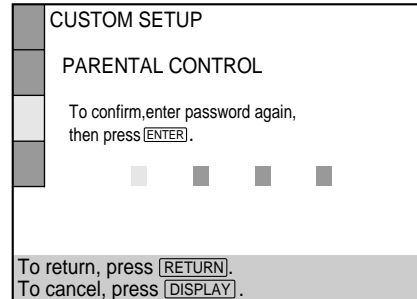 CUSTOM SETUP
PARENTAL CONTROL
To confirm,enter password again,
then press ENTER.
To return, press RETURN.
To cancel, press DISPLAY.